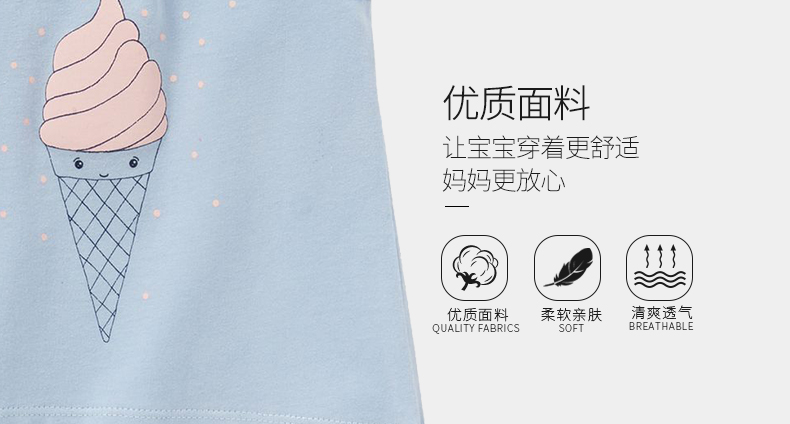 优质面料
让宝宝穿着更舒适
妈妈更放心
优质面料
QUALITY FABRICS
柔软亲肤
SOFT
清爽透气
BREATHABLE